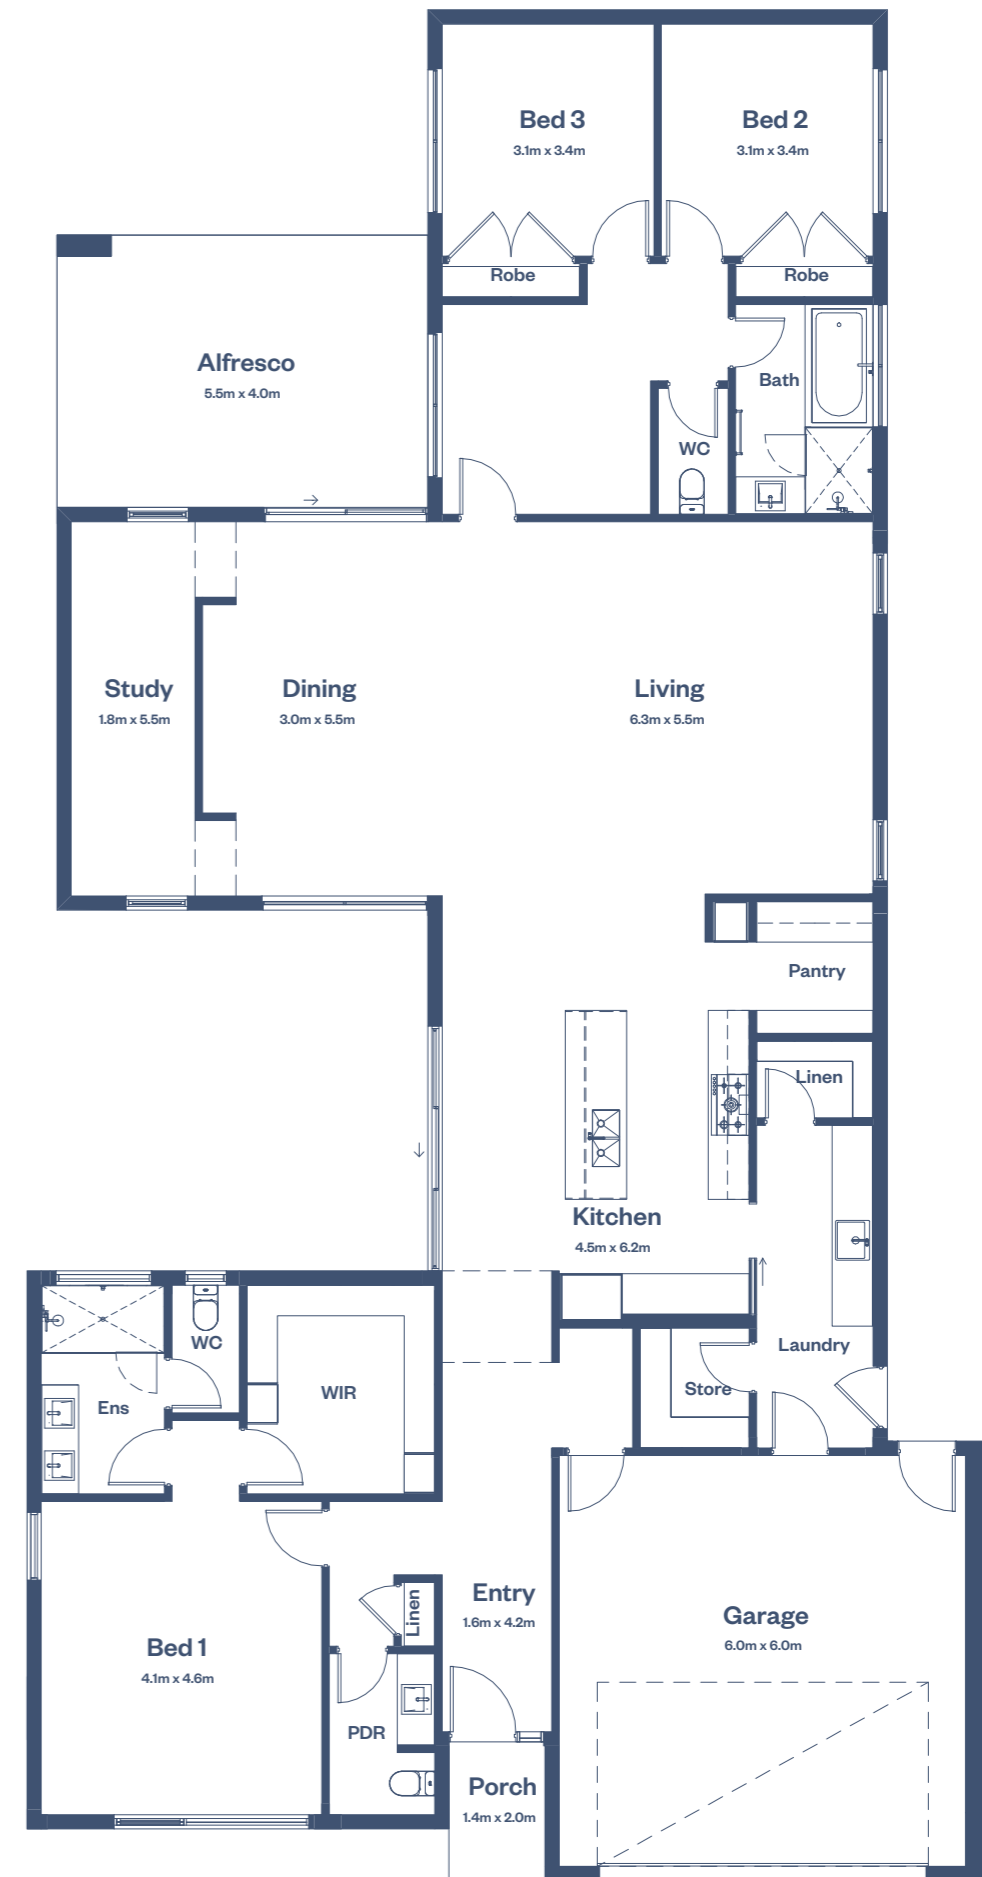 Bed 3
3.1m x 3.4m
Bed 2
3.1m x 3.4m
Robe
Robe
Alfresco
5.5m x 4.0m
Bath
WC
Study
1.8m x 5.5m
Dining
3.0m x 5.5m
Living
6.3m x 5.5m
Pantry
Linen
Kitchen
4.5m x 6.2m
WC
Laundry
WIR
Store
Ens
Entry
1.6m x 4.2m
Linen
Garage
6.0m x 6.0m
Bed 1
4.1m x 4.6m
PDR
Porch
1.4m x 2.0m